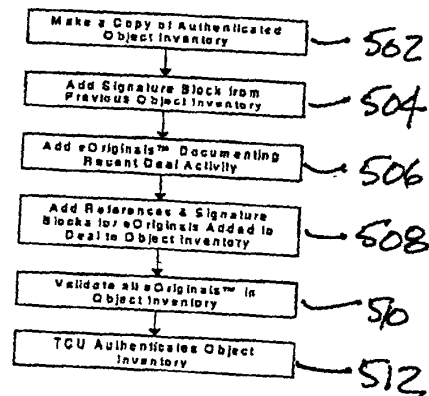 Make a Copy of Authenticated
Object Inventory
502
Add Signature Block from
Previous Object Inventory
504
Add eOriginals™ Documenting
Recent Deal Activity
506
Add References & Signature
Blocks for eOriginals Added to
Deal to Object Inventory
508
Validate all eOriginals™ in
Object Inventory
510
TCU Authenticates Object
Inventory
512